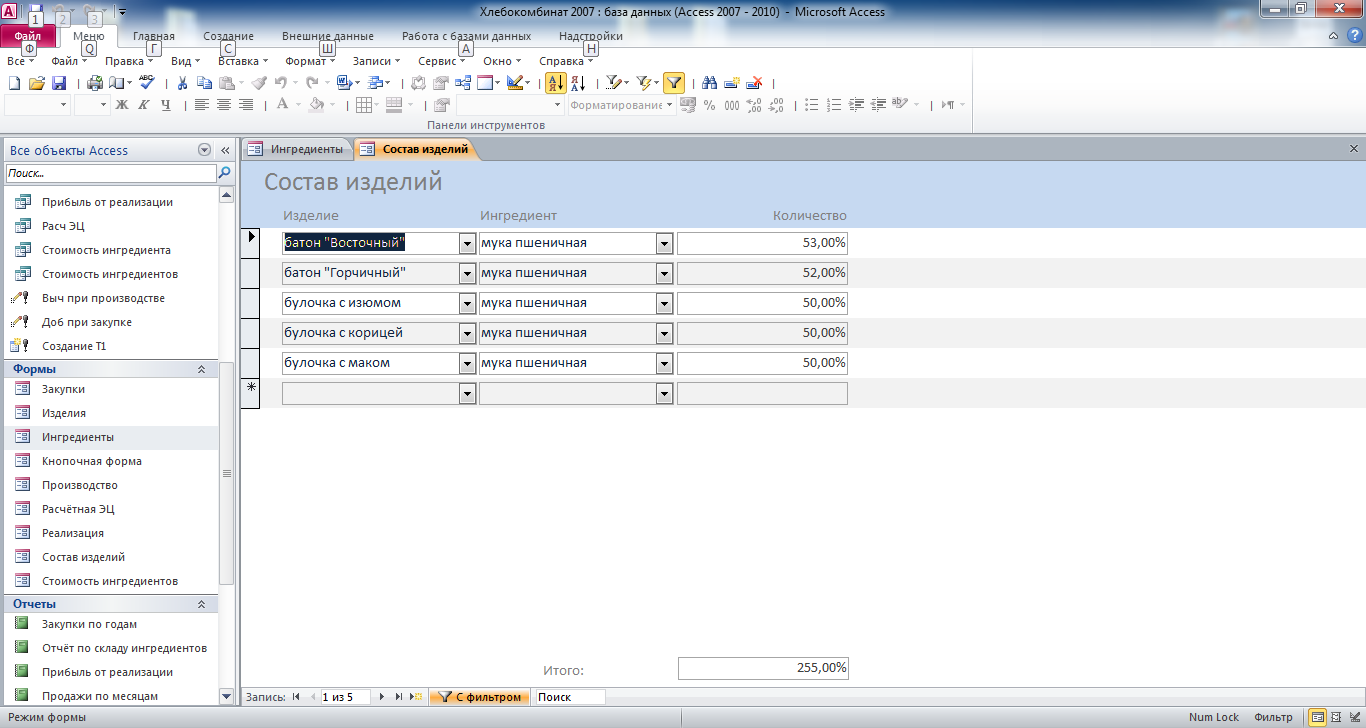 Хлебокомбинат 2007 : база данных (Access 2007 - 2010) - Microsoft Access
1 2 3
Файл Меню Главная Создание Внешние данные Работа с базами данных Надстройки
Ф Q Г С Ш А Н
Все Файл Правка Вид Вставка Формат Записи Сервис Окно Справка
Ж К Ч А Форматирование % 000
Панели инструментов
Все объекты Access
Поиск...
Прибыль от реализации
Расч ЭЦ
Стоимость ингредиента
Стоимость ингредиентов
Выч при производстве
Доб при закупке
Создание Т1
Формы
Закупки
Изделия
Ингредиенты
Кнопочная форма
Производство
Расчётная ЭЦ
Реализация
Состав изделий
Стоимость ингредиентов
Отчеты
Закупки по годам
Отчёт по складу ингредиентов
Прибыль от реализации
Продажи по месяцам
Ингредиенты Состав изделий
Состав изделий
Изделие Ингредиент Количество
батон "Восточный" мука пшеничная 53,00%
батон "Горчичный" мука пшеничная 52,00%
булочка с изюмом мука пшеничная 50,00%
булочка с корицей мука пшеничная 50,00%
булочка с маком мука пшеничная 50,00%
Итого: 255,00%
Запись: 1 из 5 С фильтром Поиск
Режим формы Num Lock Фильтр